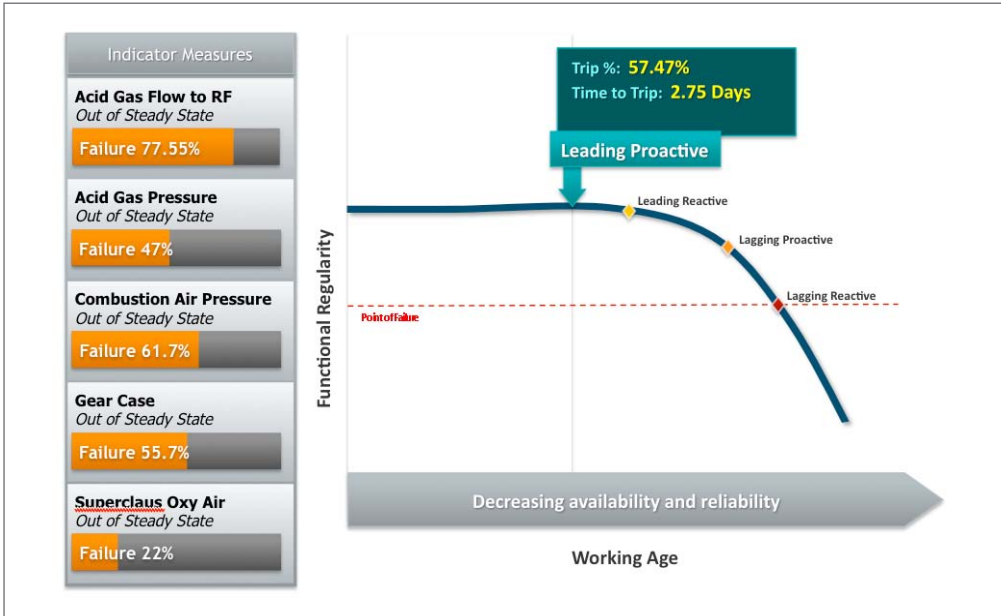 Indicator Measures
Acid Gas Flow to RF
Out of Steady State
Failure 77.55%
Acid Gas Pressure
Out of Steady State
Failure 47%
Combustion Air Pressure
Out of Steady State
Failure 61.7%
Gear Case
Out of Steady State
Failure 55.7%
Superclaus Oxy Air
Out of Steady State
Failure 22%
Functional Regularity
Trip %: 57.47%
Time to Trip: 2.75 Days
Leading Proactive
Leading Reactive
Lagging Proactive
Lagging Reactive
Point of Failure
Decreasing availability and reliability
Working Age